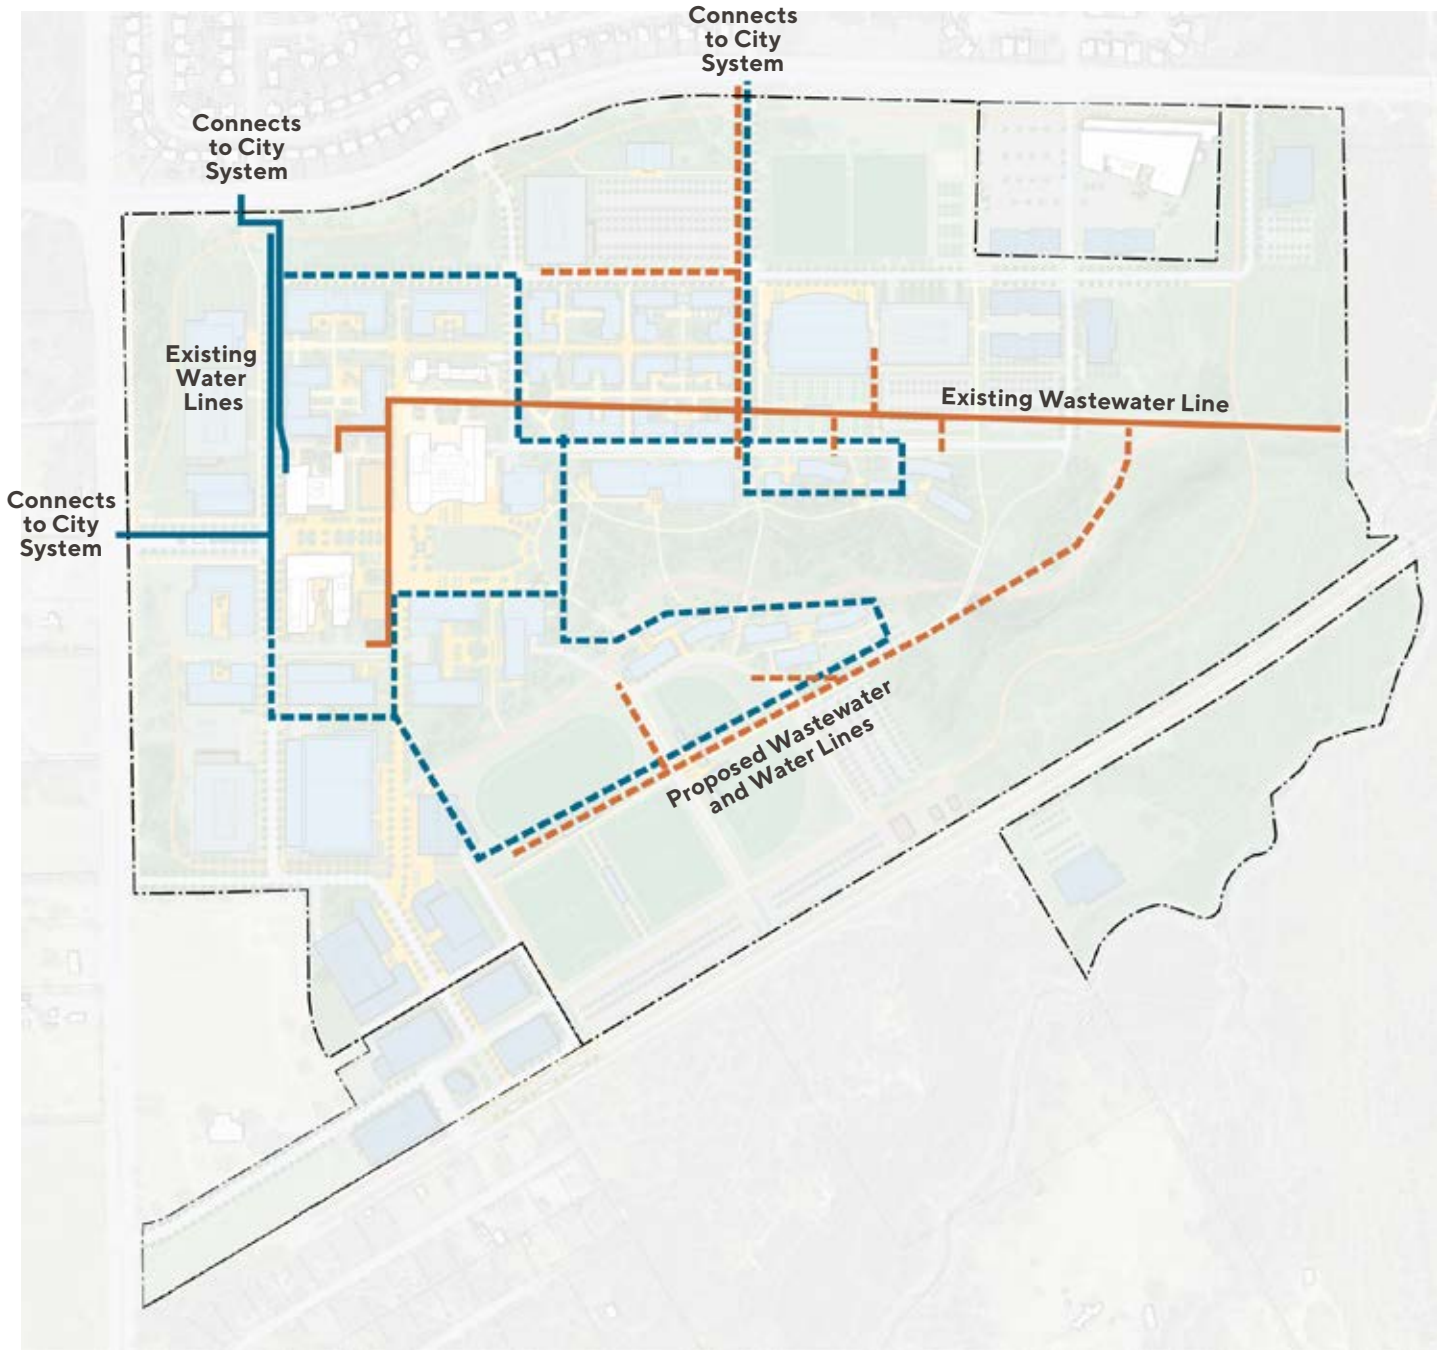 Connects
to City
System
Connects
to City
System
Existing
Water
Lines
Existing Wastewater Line
Connects
to City
System
Proposed Wastewater
and Water Lines